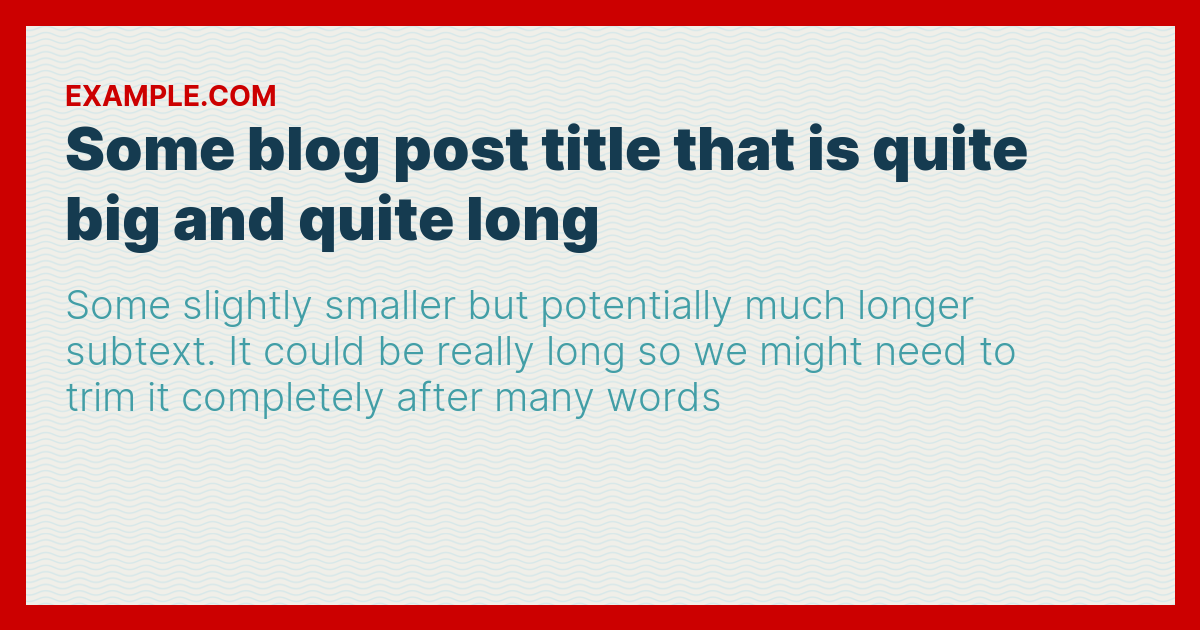 EXAMPLE.COM
Some blog post title that is quite
big and quite long
Some slightly smaller but potentially much longer
subtext. It could be really long so we might need to
trim it completely after many words